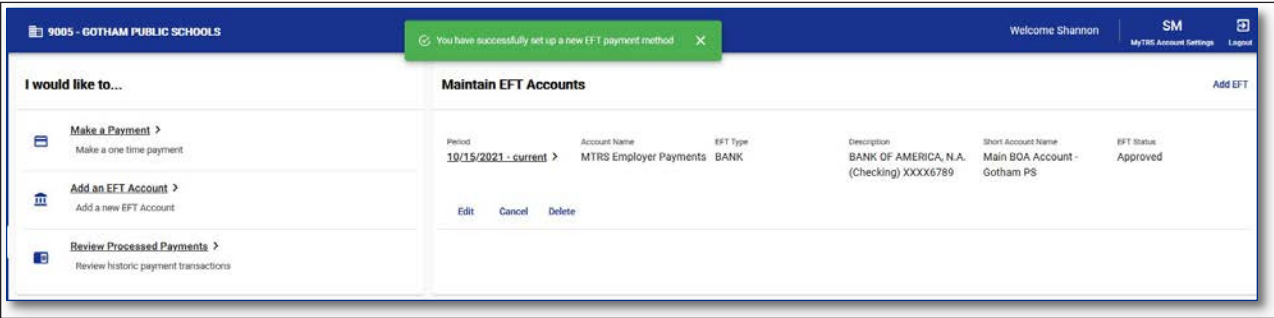 9005 - GOTHAM PUBLIC SCHOOLS
You have successfully set up a new EFT payment method
Welcome Shannon
SM
MyTRS Account Settings
Logout
I would like to...
Make a Payment >
Make a one time payment
Add an EFT Account >
Add a new EFT Account
Review Processed Payments >
Review historic payment transactions
Maintain EFT Accounts
Add EFT
Period
10/15/2021 - current >
Account Name
MTRS Employer Payments
EFT Type
BANK
Description
BANK OF AMERICA, N.A.
(Checking) XXXX6789
Short Account Name
Main BOA Account -
Gotham PS
EFT Status
Approved
Edit Cancel Delete